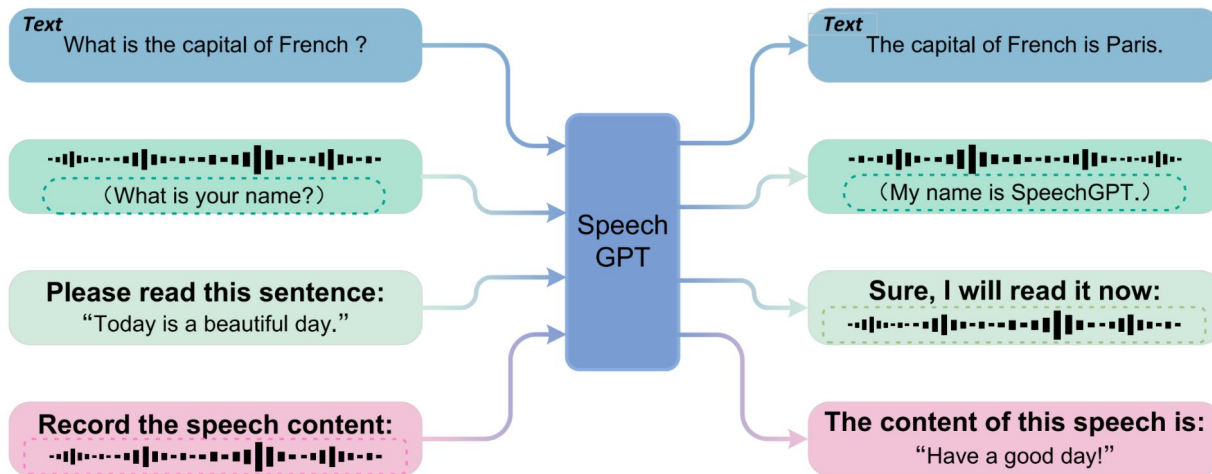 Text
What is the capital of French ?
Text
The capital of French is Paris.
（What is your name?）
（My name is SpeechGPT.）
Speech
GPT
Please read this sentence:
“Today is a beautiful day.”
Sure, I will read it now:
Record the speech content:
The content of this speech is:
“Have a good day!”